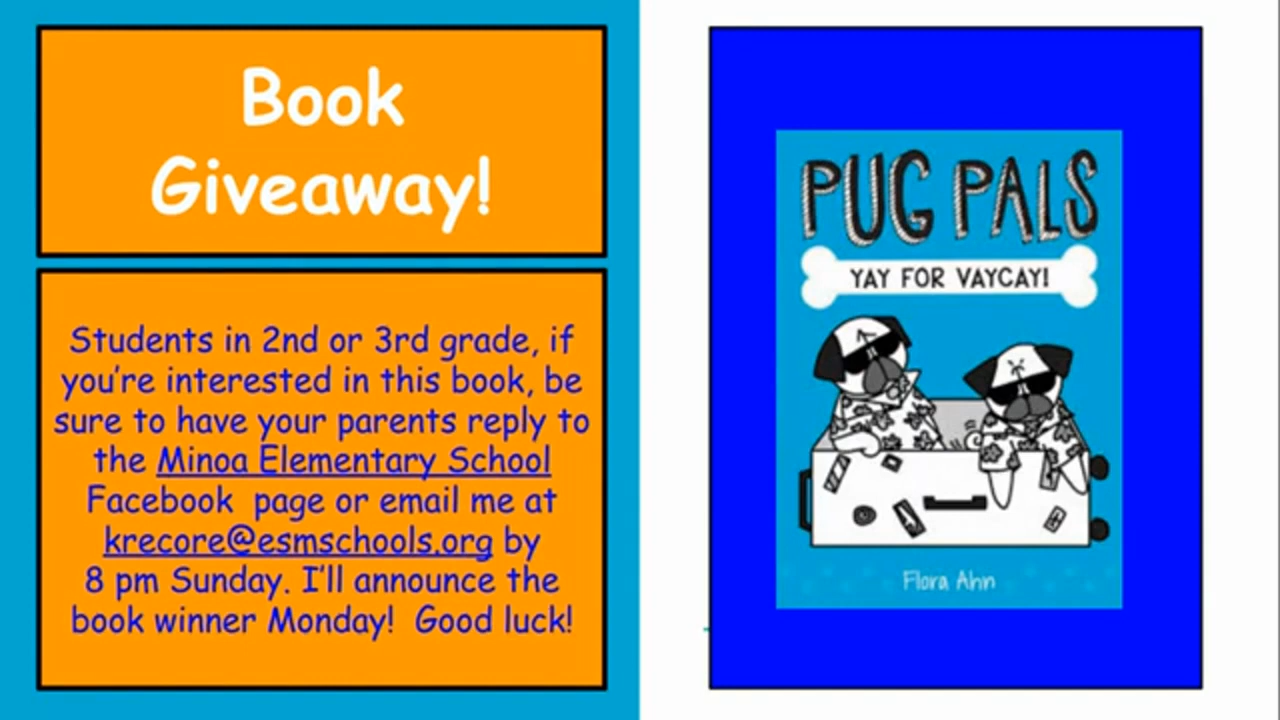 Book
Giveaway!
Students in 2nd or 3rd grade, if
you're interested in this book, be
sure to have your parents reply to
the Minoa Elementary School
Facebook  page or email me at
krecore@esmschools.org by
8 pm Sunday. I'll announce the
book winner Monday!  Good luck!
PUG PALS
YAY FOR VAYCAY!
Flora Ahn